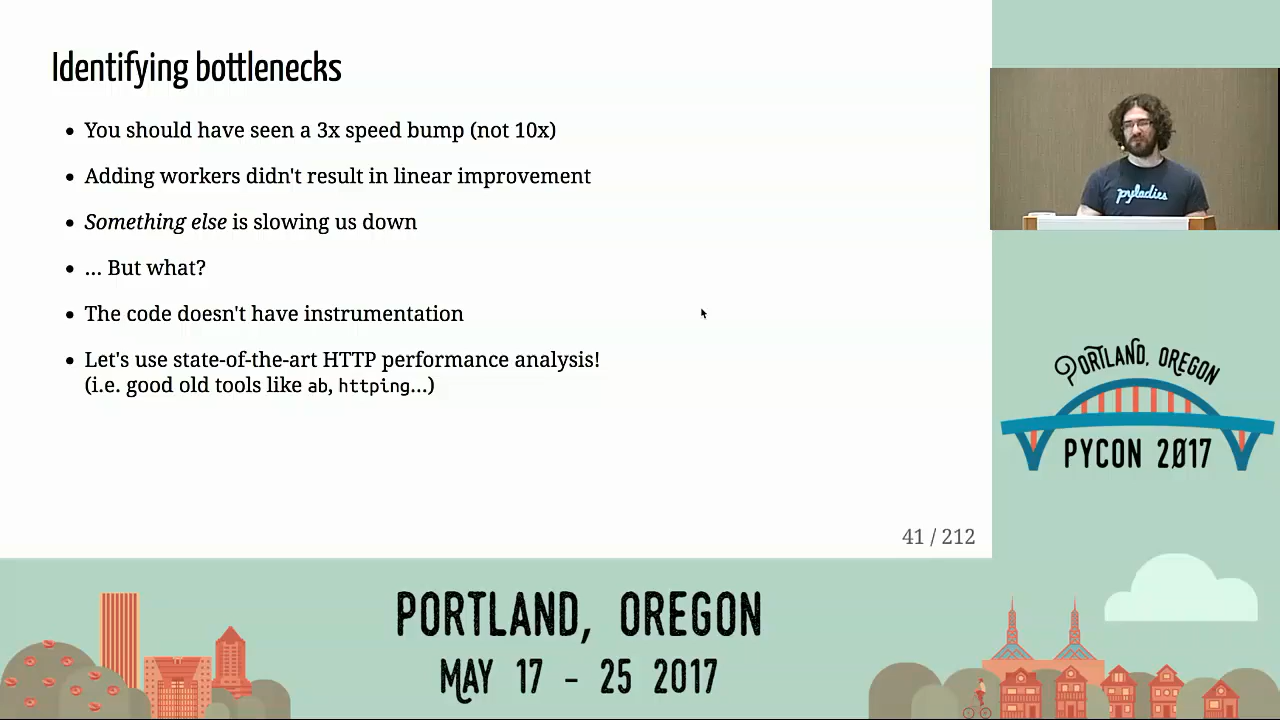 Identifying bottlenecks
You should have seen a 3x speed bump (not 10x)
Adding workers didn't result in linear improvement
Something else is slowing us down
... But what?
The code doesn't have instrumentation
Let's use state-of-the-art HTTP performance analysis!
(i.e. good old tools like ab, httping...)
41 / 212
pyladies
PORTLAND, OREGON
PYCON 2017
PORTLAND, OREGON
MAY 17 - 25 2017